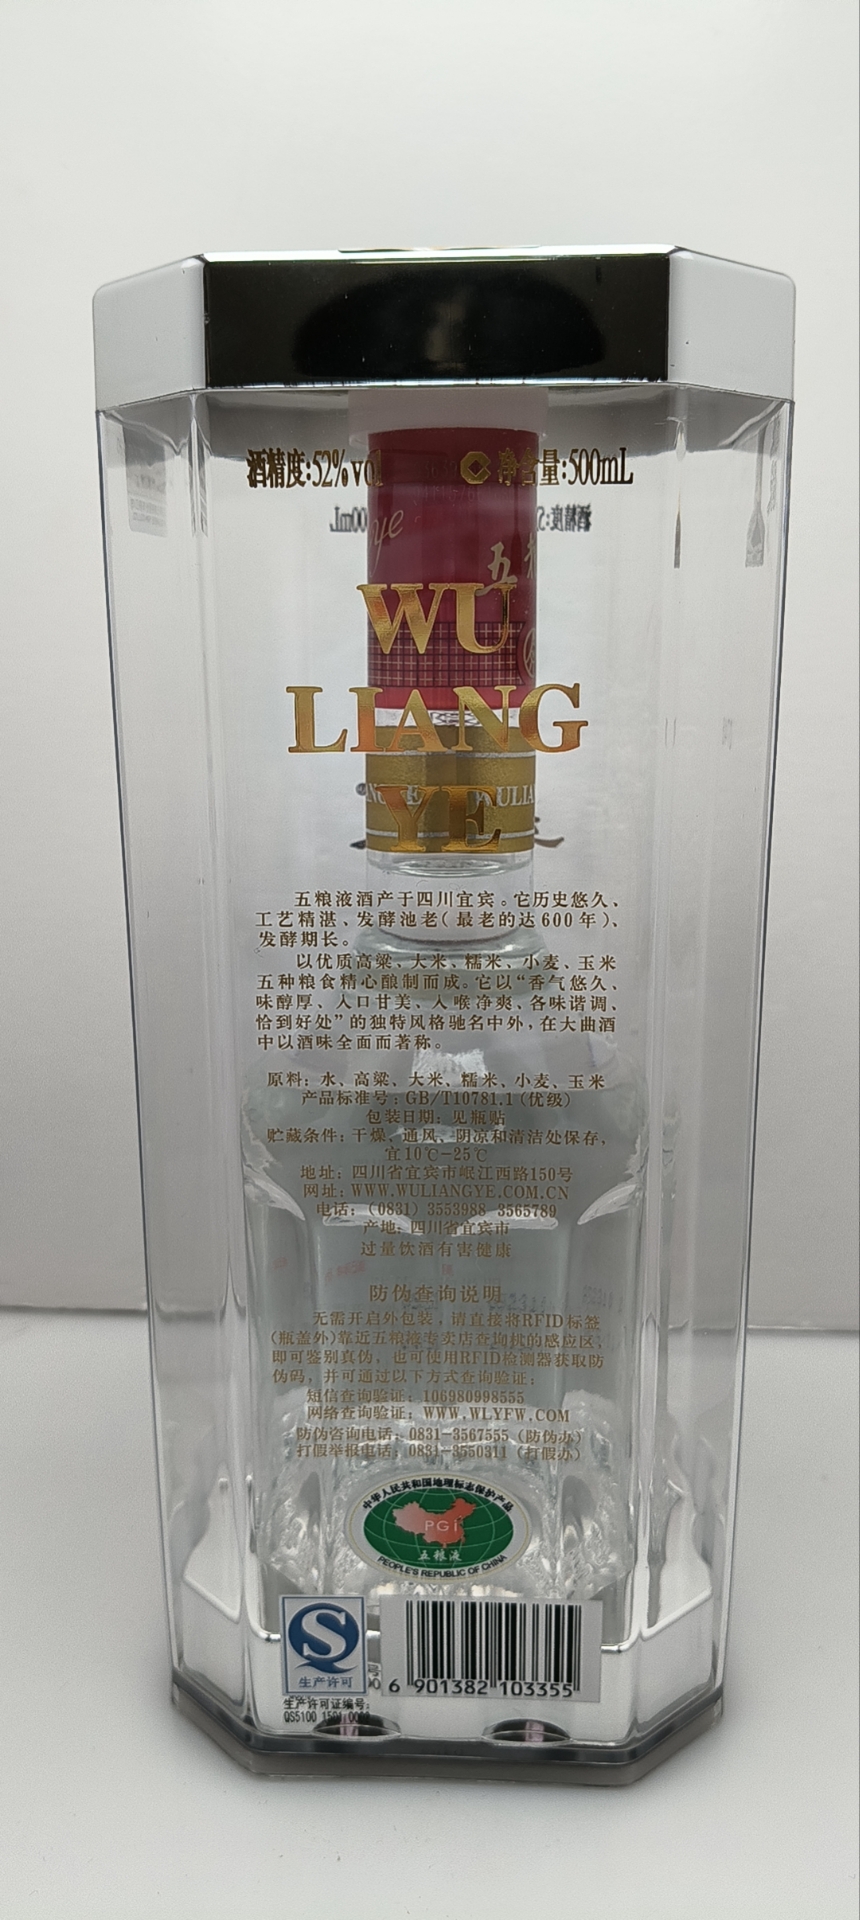 酒精度:52%vol 净含量:500mL
WU
LIANG
YE
五粮液酒产于四川宜宾。它历史悠久、
工艺精湛、发酵池老(最老的达600年)、
发酵期长。
以优质高粱、大米、糯米、小麦、玉米
五种粮食精心酿制而成。它以“香气悠久、
味醇厚、入口甘美、入喉净爽、各味谐调、
恰到好处”的独特风格驰名中外,在大曲酒
中以酒味全面而著称。
原料: 水、高粱、大米、糯米、小麦、玉米
产品标准号: GB/T10781.1(优级)
包装日期: 见瓶贴
贮藏条件: 干燥、通风、阴凉和清洁处保存,
宜10℃-25℃
地址: 四川省宜宾市岷江西路150号
网址: WWW.WULIANGYE.COM.CN
电话: (0831) 3553988 3565789
产地: 四川省宜宾市
过量饮酒有害健康
防伪查询说明
无需开启外包装,请直接将RFID标签
(瓶盖外)靠近五粮液专卖店查询机的感应区,
即可鉴别真伪,也可使用RFID检测器获取防
伪码,并可通过以下方式查询验证:
短信查询验证: 106980998555
网络查询验证: WWW.WLYFW.COM
防伪咨询电话: 0831-3567555 (防伪办)
打假举报电话: 0831-3550311 (打假办)
中华人民共和国地理标志保护产品
PGI
五粮液
PEOPLE'S REPUBLIC OF CHINA
生产许可
6 901382 103355
生产许可证编号:
QS5100 1501